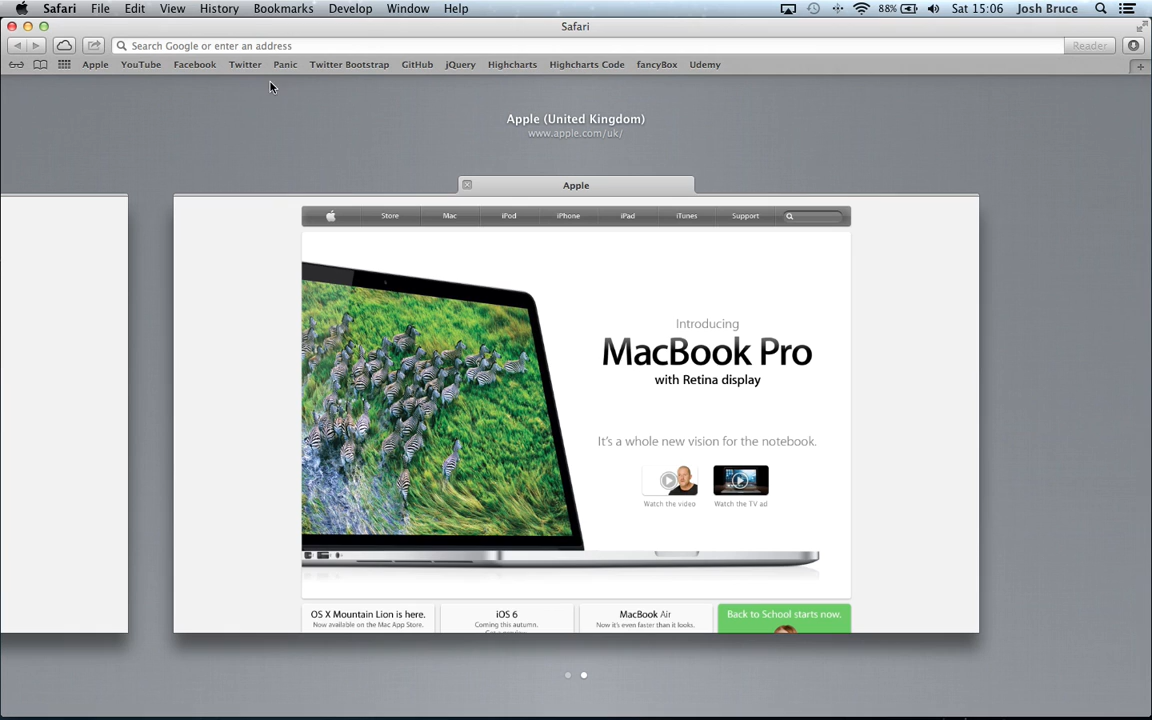 Safari File Edit View History Bookmarks Develop Window Help 88% Sat 15:06 Josh Bruce
Safari
Search Google or enter an address Reader
Apple YouTube Facebook Twitter Panic Twitter Bootstrap GitHub jQuery Highcharts Highcharts Code fancyBox Udemy
Apple (United Kingdom)
www.apple.com/uk/
Apple
Store Mac iPod iPhone iPad iTunes Support
Introducing
MacBook Pro
with Retina display
It's a whole new vision for the notebook.
Watch the video Watch the TV ad
OS X Mountain Lion is here. iOS 6 MacBook Air Back to School starts now.
Now available on the Mac App Store. Coming this autumn. Now it's even faster than it looks.